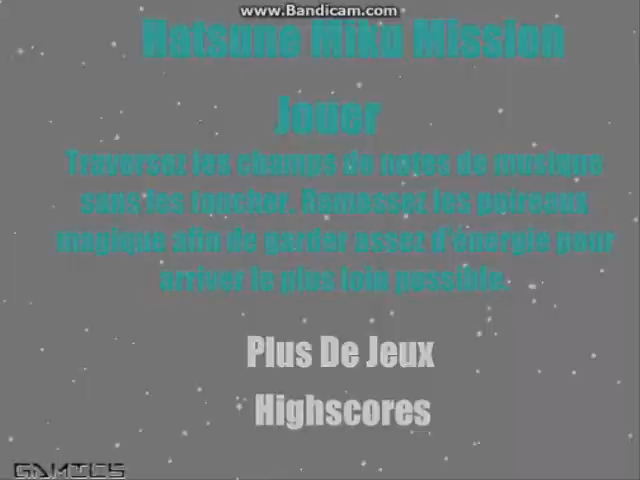 www.Bandicam.com
Hatsune Miku Mission
Jouer
Traversez les champs de notes de musique
sans les toucher. Ramassez les poireaux
magique afin de garder assez d'énergie pour
arriver le plus loin possible.
Plus De Jeux
Highscores
GAMICS